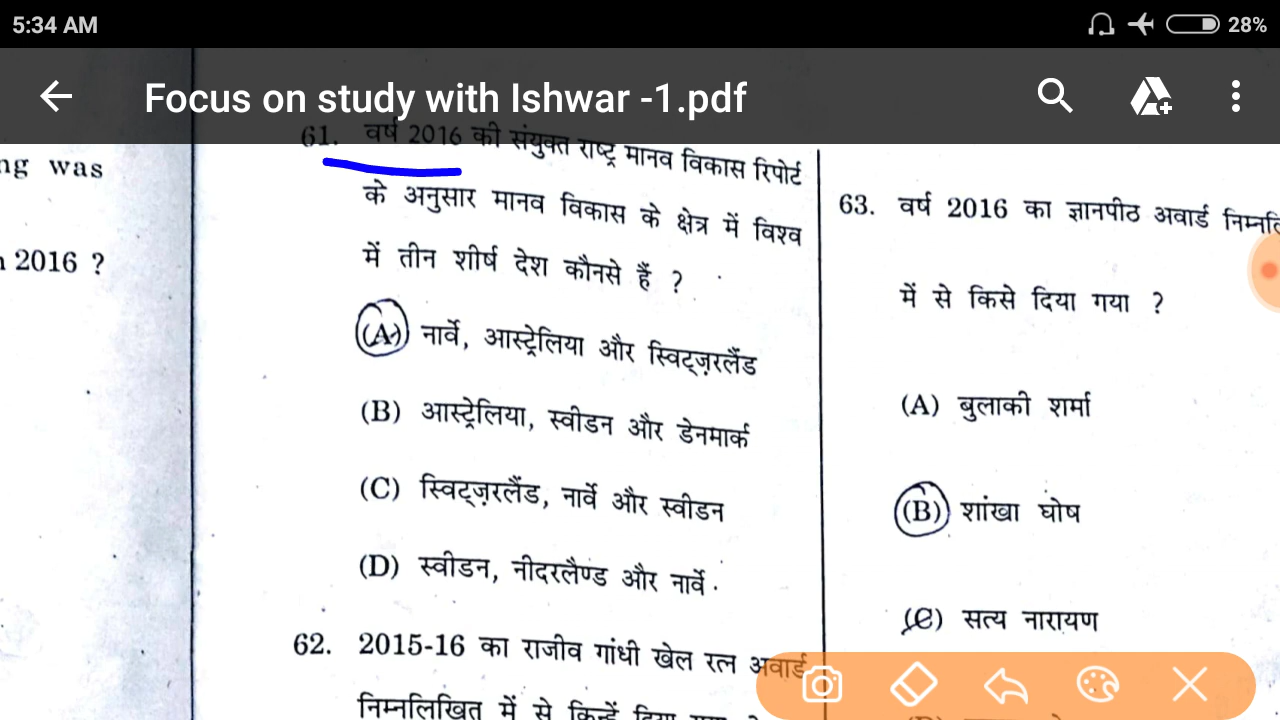 5:34 AM
28%
Focus on study with Ishwar -1.pdf
ng was
2016 ?
61. वर्ष 2016 की संयुक्त राष्ट्र मानव विकास रिपोर्ट
के अनुसार मानव विकास के क्षेत्र में विश्व
में तीन शीर्ष देश कौनसे हैं ?
(A) नार्वे, आस्ट्रेलिया और स्विट्ज़रलैंड
(B) आस्ट्रेलिया, स्वीडन और डेनमार्क
(C) स्विट्ज़रलैंड, नार्वे और स्वीडन
(D) स्वीडन, नीदरलैण्ड और नार्वे
62. 2015-16 का राजीव गांधी खेल रत्न अवार्ड
निम्नलिखित में से किन्हें दिया गया ?
63. वर्ष 2016 का ज्ञानपीठ अवार्ड
में से किसे दिया गया ?
(A) बुलाकी शर्मा
(B) शंखा घोष
(C) सत्य नारायण